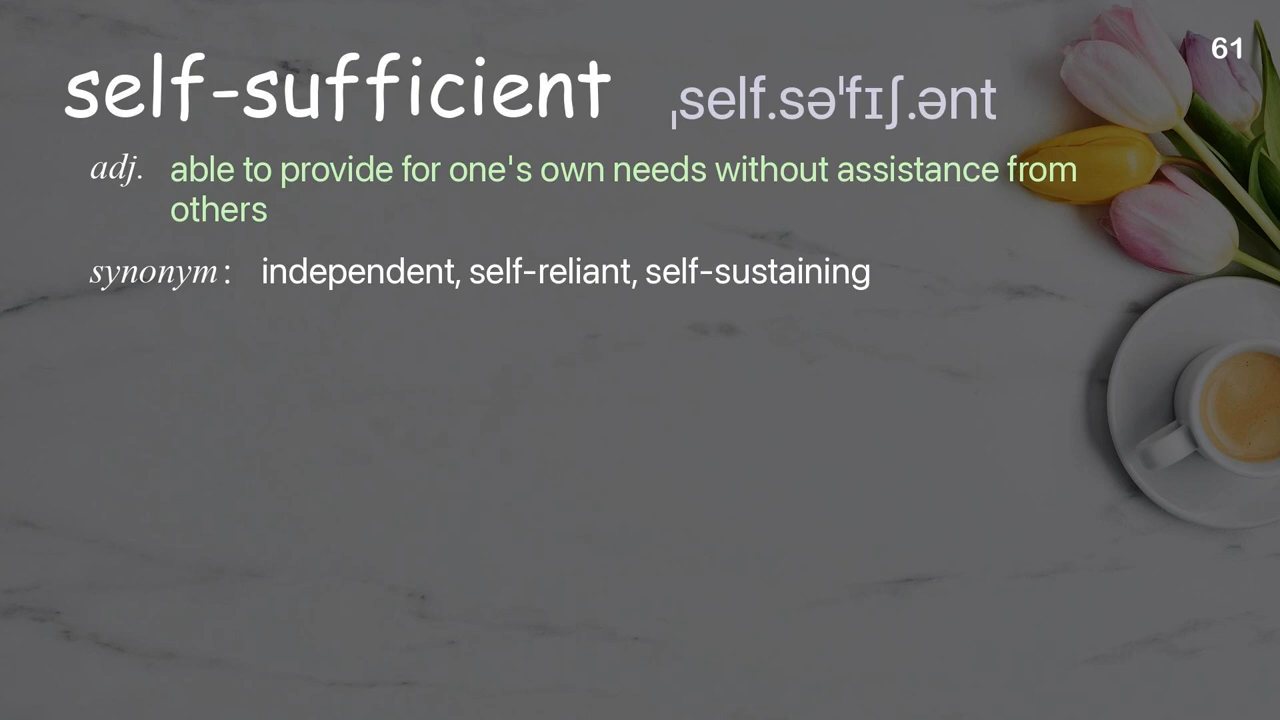 61
self-sufficient ˌself.səˈfɪʃ.ənt
adj. able to provide for one's own needs without assistance from
others
synonym : independent, self-reliant, self-sustaining